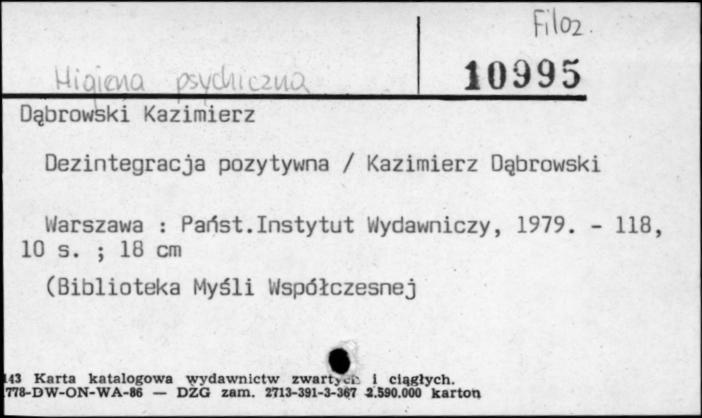 Filoz.
Higiena psychiczna
10995
Dąbrowski Kazimierz
Dezintegracja pozytywna / Kazimierz Dąbrowski
Warszawa : Państ.Instytut Wydawniczy, 1979. - 118,
10 s. ; 18 cm
(Biblioteka Myśli Współczesnej
143 Karta katalogowa wydawnictw zwartych i ciągłych.
778-DW-ON-WA-86 — DZG zam. 2713-391-3-367 2.590.000 karton